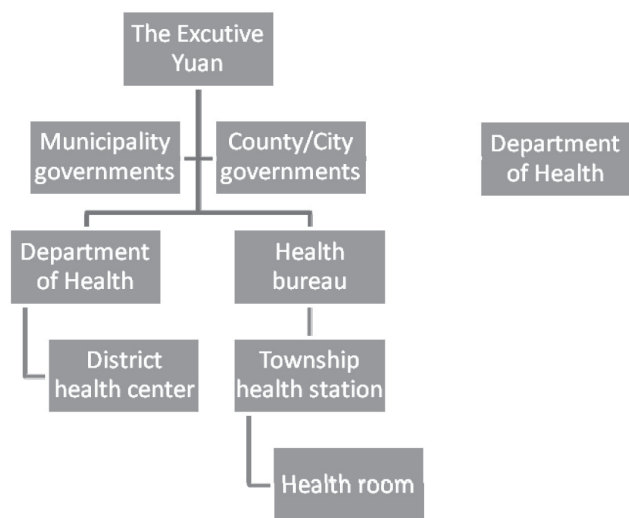 The Excutive
Yuan
Municipality
governments
County/City
governments
Department
of Health
Department
of Health
Health
bureau
District
health center
Township
health station
Health room